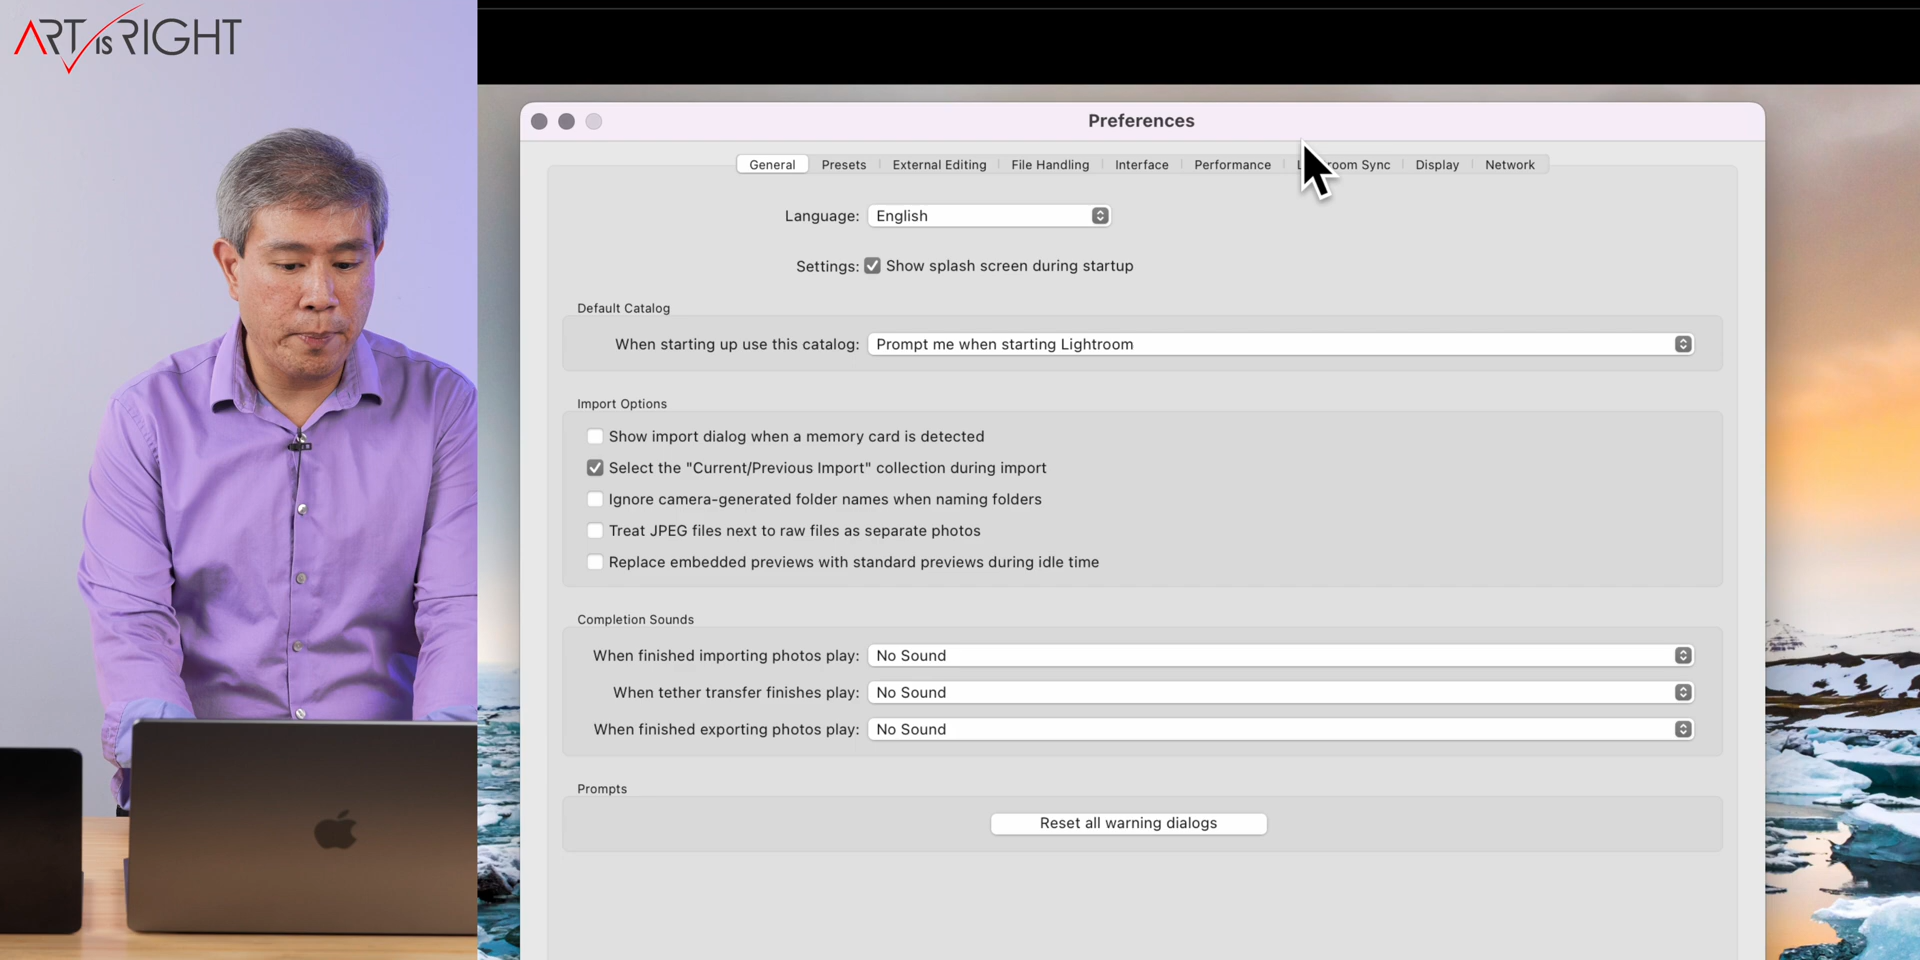 ART is RIGHT
Preferences
General Presets External Editing File Handling Interface Performance room Sync Display Network
Language: English
Settings: Show splash screen during startup
Default Catalog
When starting up use this catalog: Prompt me when starting Lightroom
Import Options
Show import dialog when a memory card is detected
Select the "Current/Previous Import" collection during import
Ignore camera-generated folder names when naming folders
Treat JPEG files next to raw files as separate photos
Replace embedded previews with standard previews during idle time
Completion Sounds
When finished importing photos play: No Sound
When tether transfer finishes play: No Sound
When finished exporting photos play: No Sound
Prompts
Reset all warning dialogs